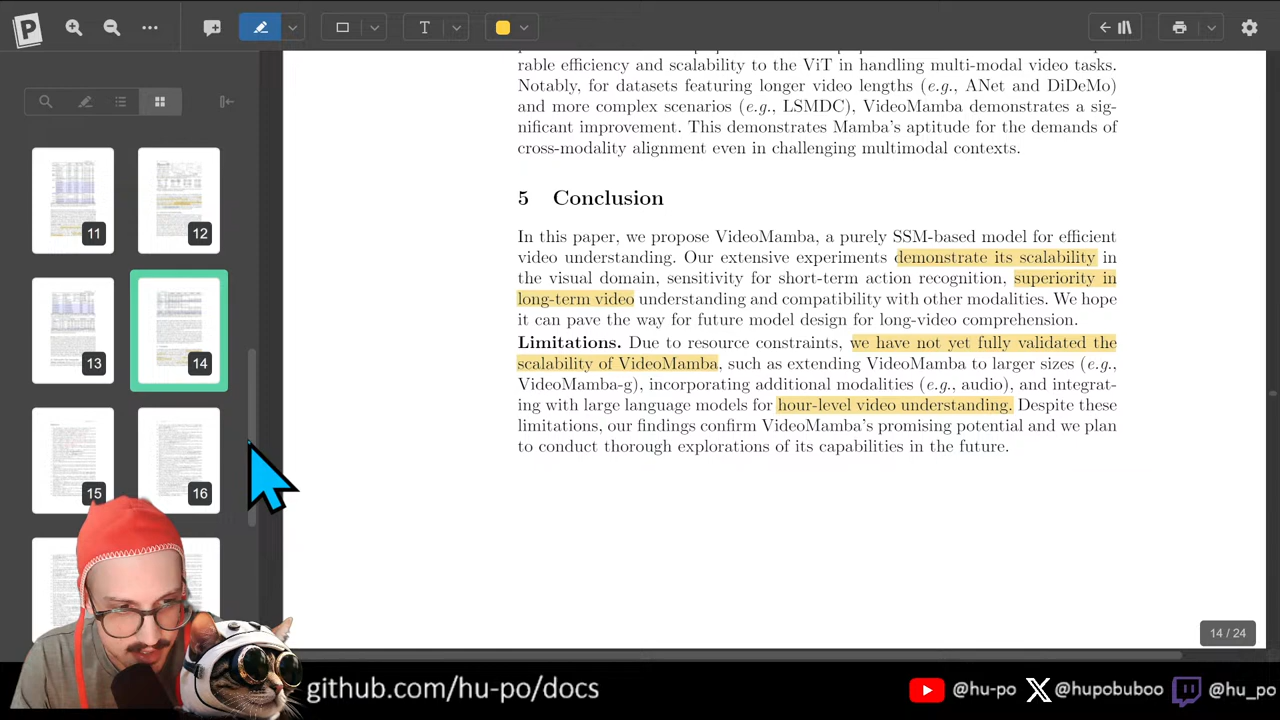 rable efficiency and scalability to the ViT in handling multi-modal video tasks.
Notably, for datasets featuring longer video lengths (e.g., ANet and DiDeMo)
and more complex scenarios (e.g., LSMDC), VideoMamba demonstrates a sig-
nificant improvement. This demonstrates Mamba's aptitude for the demands of
cross-modality alignment even in challenging multimodal contexts.
5 Conclusion
In this paper, we propose VideoMamba, a purely SSM-based model for efficient
video understanding. Our extensive experiments demonstrate its scalability in
the visual domain, sensitivity for short-term action recognition, superiority in
long-term video understanding and compatibility with other modalities. We hope
it can pave the way for future model design for long-video comprehension.
Limitations. Due to resource constraints, we have not yet fully validated the
scalability of VideoMamba, such as extending VideoMamba to larger sizes (e.g.,
VideoMamba-g), incorporating additional modalities (e.g., audio), and integrat-
ing with large language models for hour-level video understanding. Despite these
limitations, our findings confirm VideoMamba's promising potential and we plan
to conduct thorough explorations of its capabilities in the future.
11
12
13
14
15
16
14 / 24
github.com/hu-po/docs
@hu-po
@hupobuboo
@hu_po